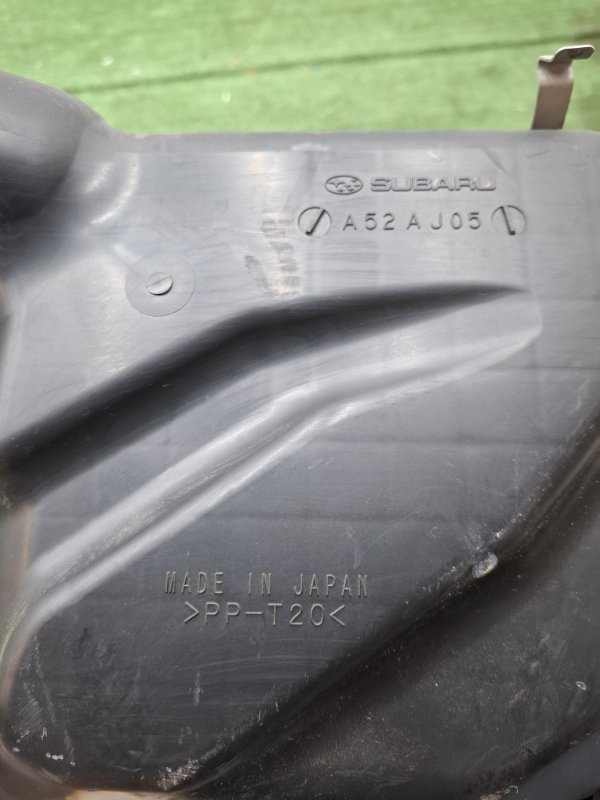 SUBARU
A52AJ05
MADE IN JAPAN
>PP-T20<